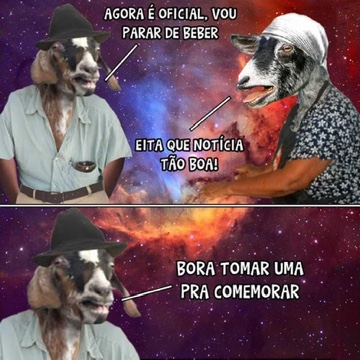 AGORA É OFICIAL, VOU
PARAR DE BEBER
EITA QUE NOTÍCIA
TÃO BOA!
BORA TOMAR UMA
PRA COMEMORAR